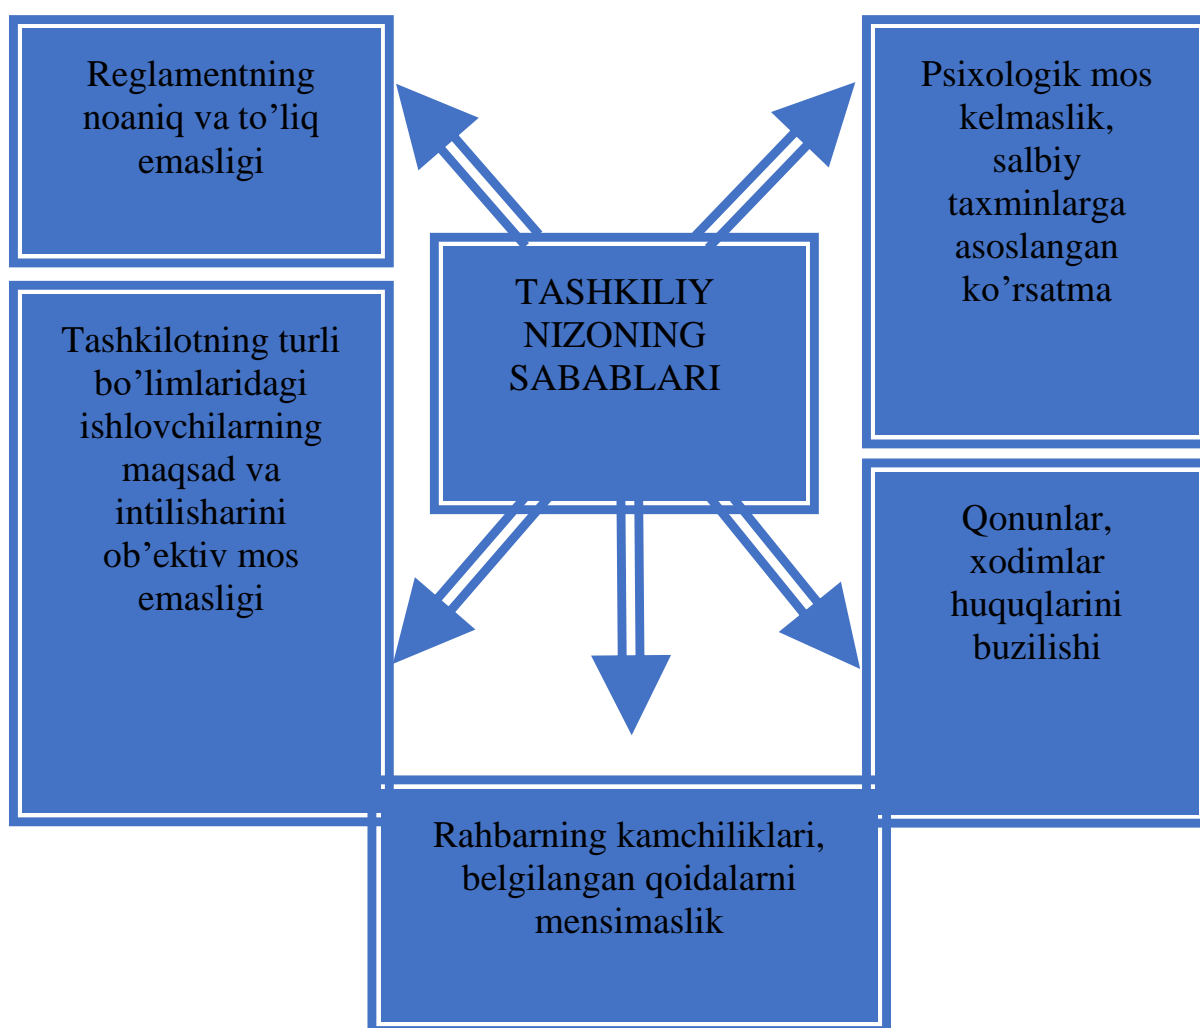 Reglamentning
noaniq va to’liq
emasligi
Psixologik mos
kelmaslik,
salbiy
taxminlarga
asoslangan
ko’rsatma
TASHKILIY
NIZONING
SABABLARI
Tashkilotning turli
bo’limlaridagi
ishlovchilarning
maqsad va
intilisharini
ob’ektiv mos
emasligi
Qonunlar,
xodimlar
huquqlarini
buzilishi
Rahbarning kamchiliklari,
belgilangan qoidalarni
mensimaslik